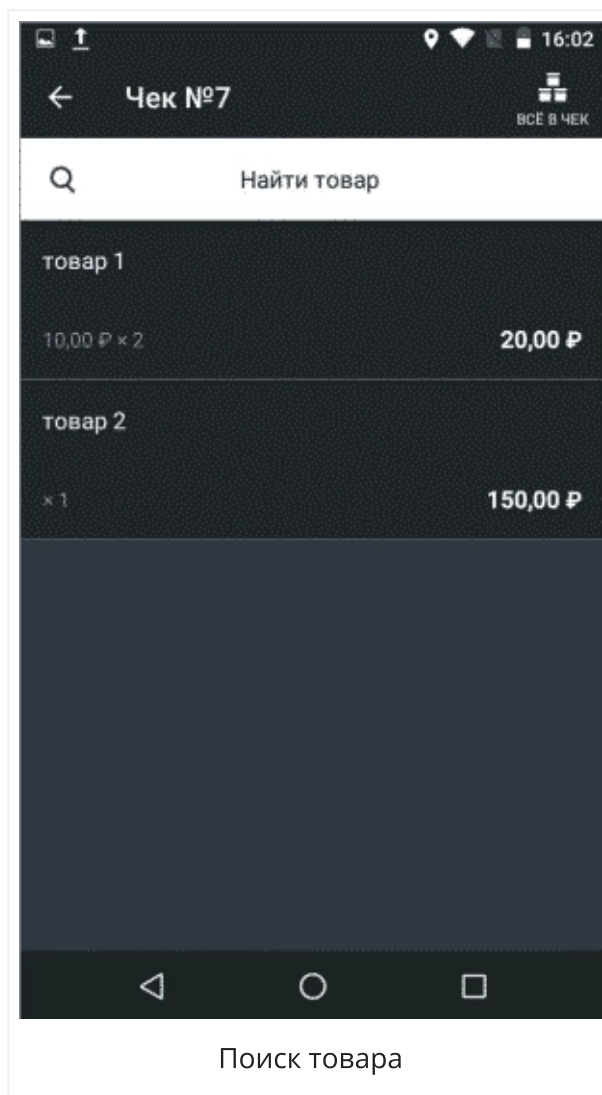 16:02
Чек №7
ВСЁ В ЧЕК
Найти товар
товар 1
10,00 ₽ × 2
20,00 ₽
товар 2
× 1
150,00 ₽
Поиск товара